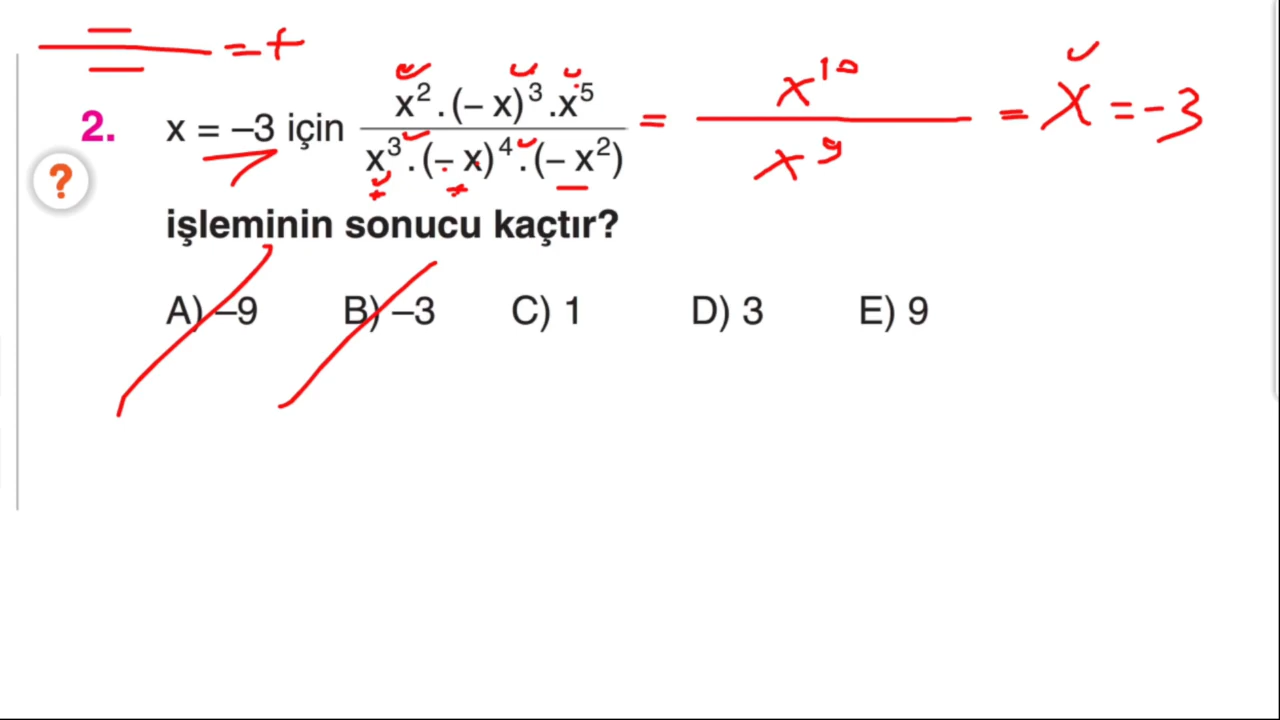 — / — = +
2. x = –3 için x². (– x)³ .x⁵ / x³ . (– x)⁴ . (– x²) = x¹⁰ / x⁹ = x = -3
?
işleminin sonucu kaçtır?
A) –9 B) –3 C) 1 D) 3 E) 9